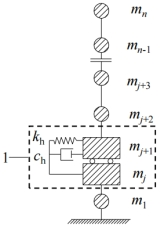 m_n
m_{n-1}
m_{j+3}
m_{j+2}
k_h
m_{j+1}
c_h
1
m_j
m_1